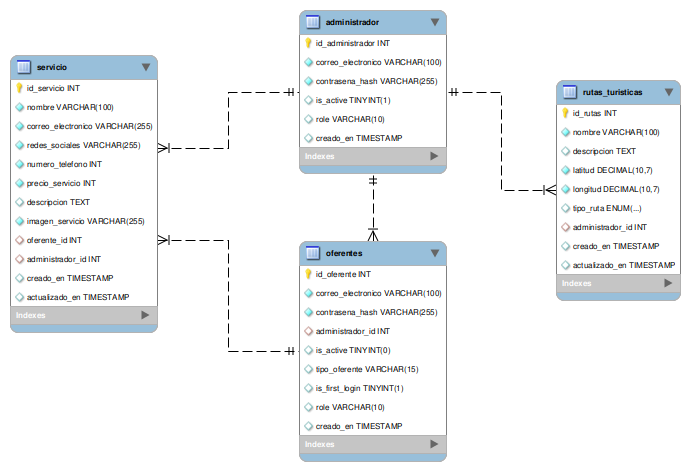 administrador
id_administrador INT
correo_electronico VARCHAR(100)
contrasena_hash VARCHAR(255)
is_active TINYINT(1)
role VARCHAR(10)
creado_en TIMESTAMP
Indexes
servicio
id_servicio INT
nombre VARCHAR(100)
correo_electronico VARCHAR(255)
redes_sociales VARCHAR(255)
numero_telefono INT
precio_servicio INT
descripcion TEXT
imagen_servicio VARCHAR(255)
oferente_id INT
administrador_id INT
creado_en TIMESTAMP
actualizado_en TIMESTAMP
Indexes
rutas_turisticas
id_rutas INT
nombre VARCHAR(100)
descripcion TEXT
latitud DECIMAL(10,7)
longitud DECIMAL(10,7)
tipo_ruta ENUM(...)
administrador_id INT
creado_en TIMESTAMP
actualizado_en TIMESTAMP
Indexes
oferentes
id_oferente INT
correo_electronico VARCHAR(100)
contrasena_hash VARCHAR(255)
administrador_id INT
is_active TINYINT(0)
tipo_oferente VARCHAR(15)
is_first_login TINYINT(1)
role VARCHAR(10)
creado_en TIMESTAMP
Indexes